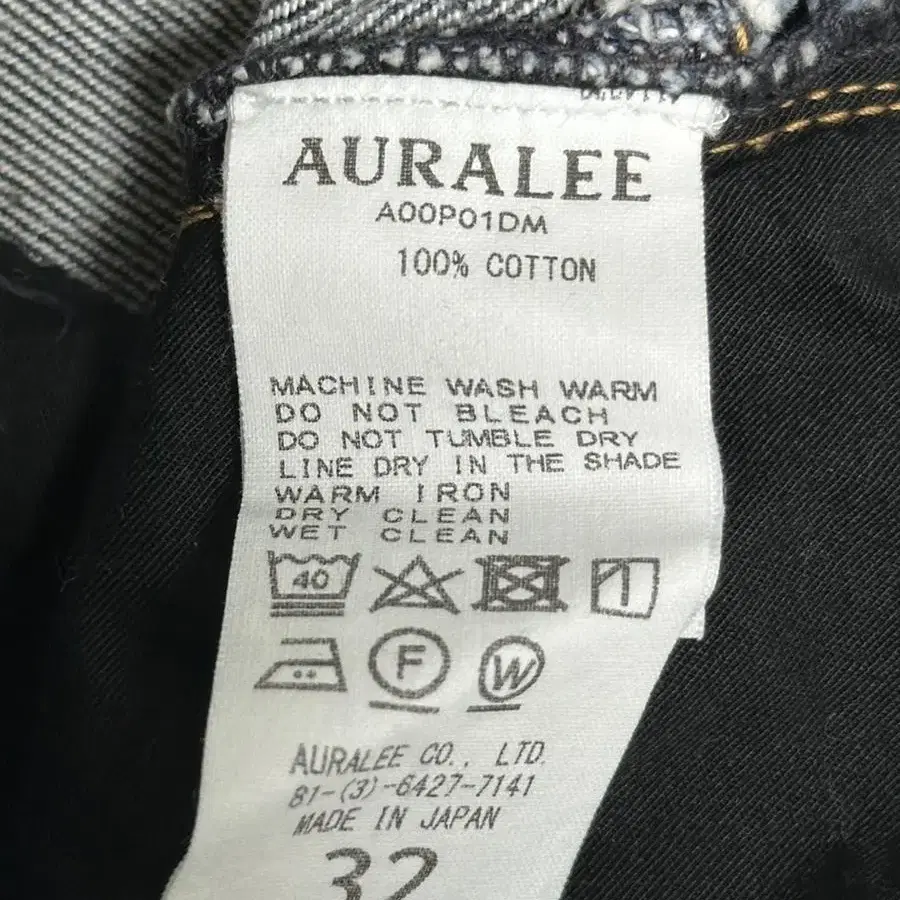 AURALEE
A00P01DM
100% COTTON
MACHINE WASH WARM
DO NOT BLEACH
DO NOT TUMBLE DRY
LINE DRY IN THE SHADE
WARM IRON
DRY CLEAN
WET CLEAN
40
F
W
AURALEE CO., LTD.
81-(3)-6427-7141
MADE IN JAPAN
32